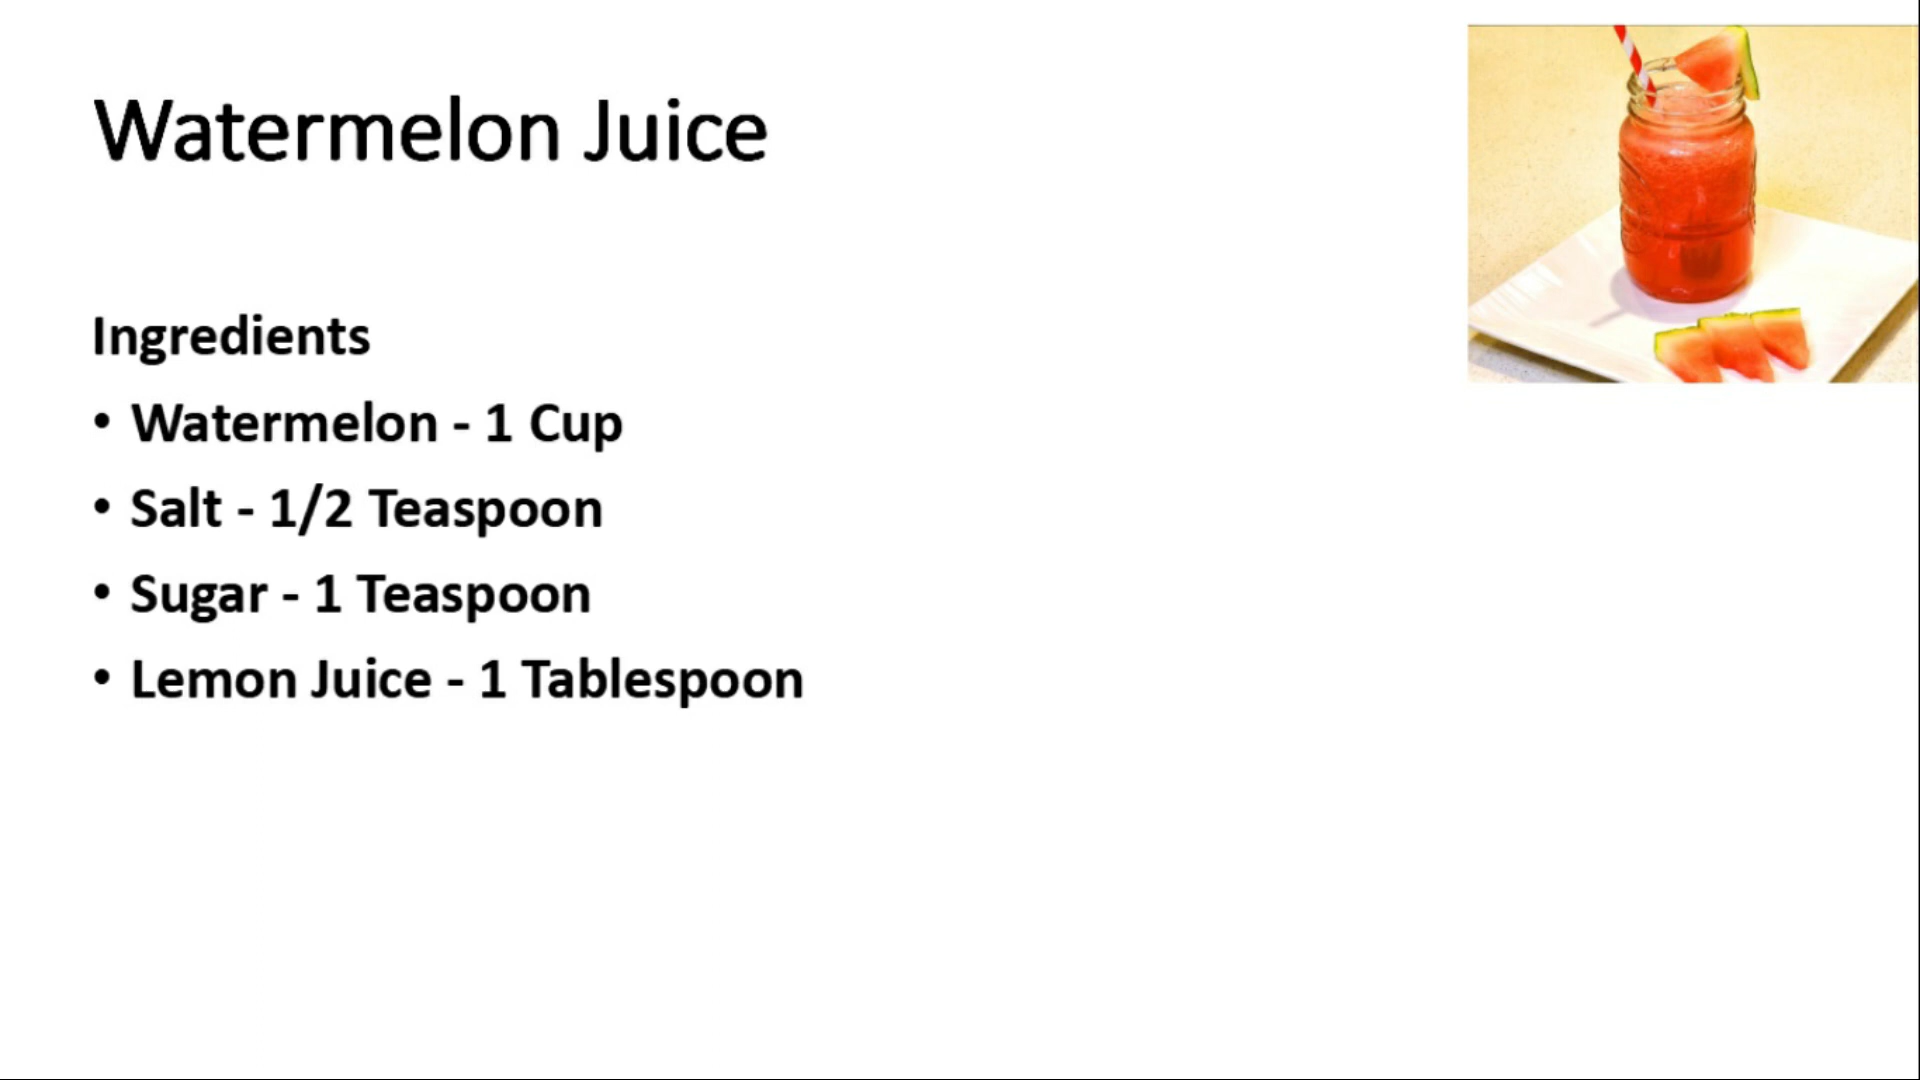 Watermelon Juice
Ingredients
• Watermelon - 1 Cup
• Salt - 1/2 Teaspoon
• Sugar - 1 Teaspoon
• Lemon Juice - 1 Tablespoon